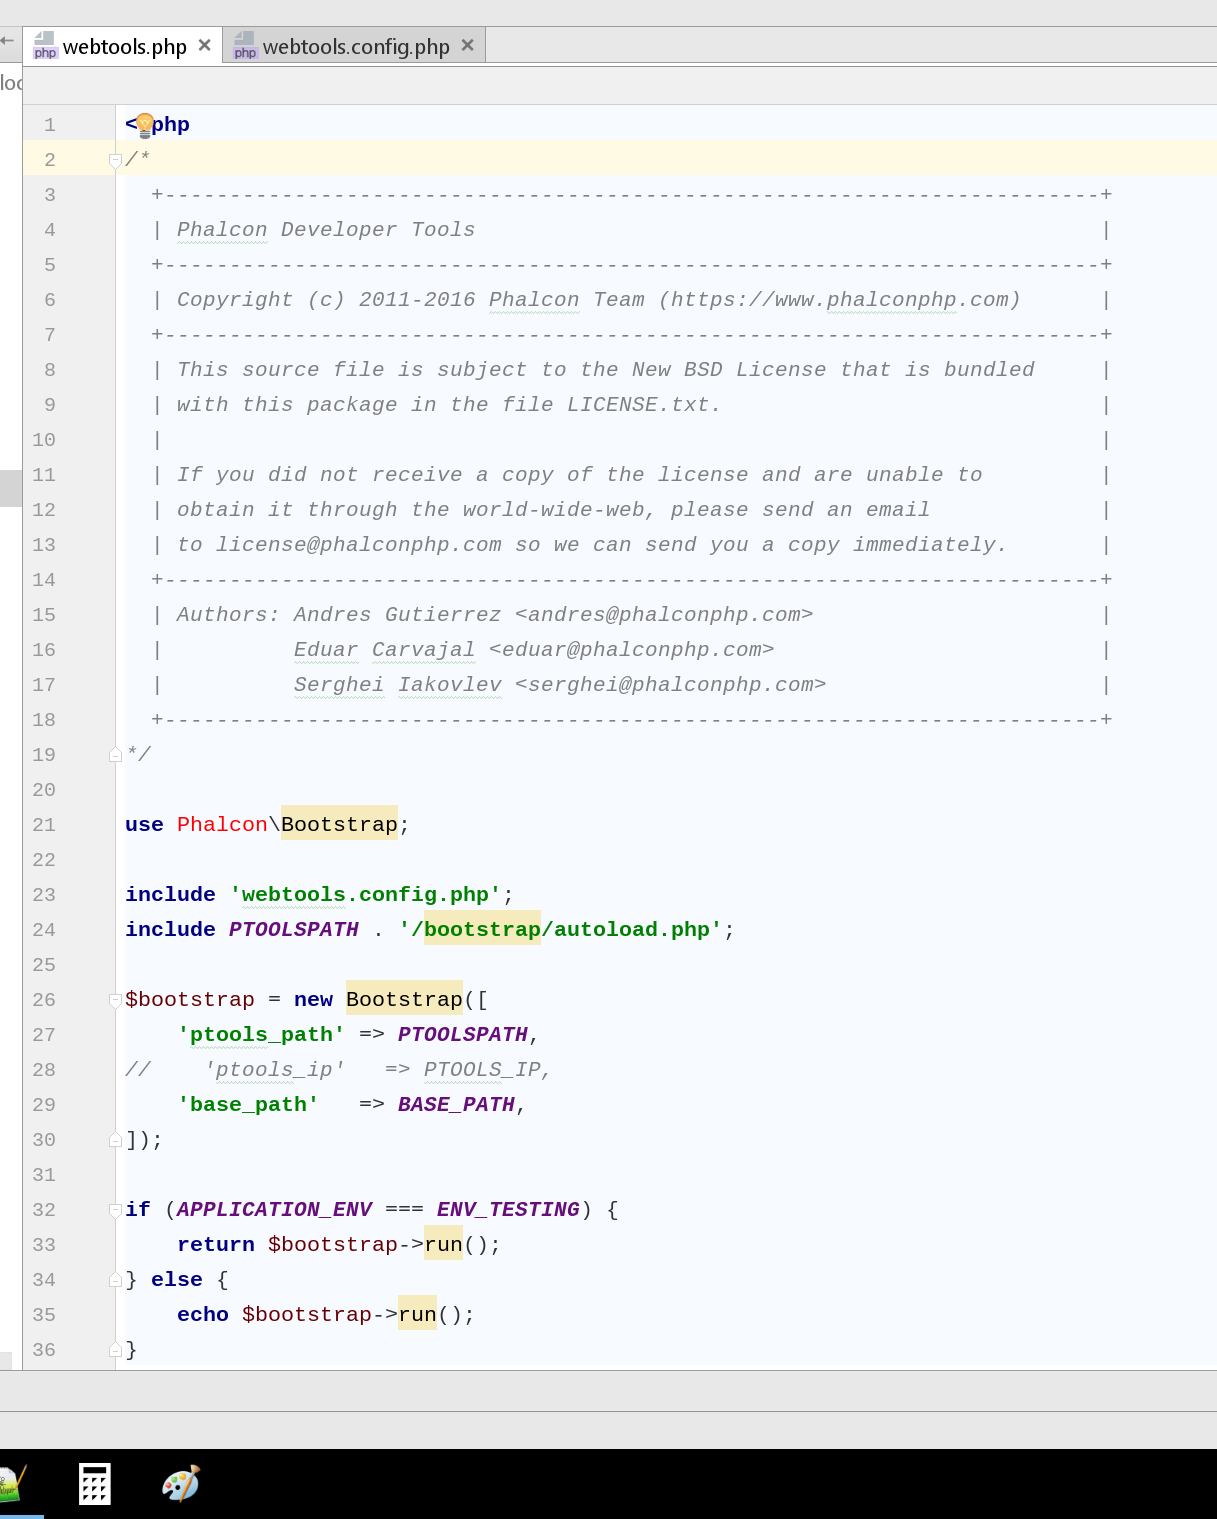 webtools.php
webtools.config.php
1 <?php
2 /*
3   +------------------------------------------------------------------------+
4   | Phalcon Developer Tools                                                |
5   +------------------------------------------------------------------------+
6   | Copyright (c) 2011-2016 Phalcon Team (https://www.phalconphp.com)      |
7   +------------------------------------------------------------------------+
8   | This source file is subject to the New BSD License that is bundled     |
9   | with this package in the file LICENSE.txt.                             |
10   |                                                                        |
11   | If you did not receive a copy of the license and are unable to         |
12   | obtain it through the world-wide-web, please send an email             |
13   | to license@phalconphp.com so we can send you a copy immediately.       |
14   +------------------------------------------------------------------------+
15   | Authors: Andres Gutierrez <andres@phalconphp.com>                      |
16   |          Eduar Carvajal <eduar@phalconphp.com>                         |
17   |          Serghei Iakovlev <serghei@phalconphp.com>                     |
18   +------------------------------------------------------------------------+
19 */
20
21 use Phalcon\Bootstrap;
22
23 include 'webtools.config.php';
24 include PTOOLSPATH . '/bootstrap/autoload.php';
25
26 $bootstrap = new Bootstrap([
27     'ptools_path' => PTOOLSPATH,
28 //    'ptools_ip'   => PTOOLS_IP,
29     'base_path'   => BASE_PATH,
30 ]);
31
32 if (APPLICATION_ENV === ENV_TESTING) {
33     return $bootstrap->run();
34 } else {
35     echo $bootstrap->run();
36 }